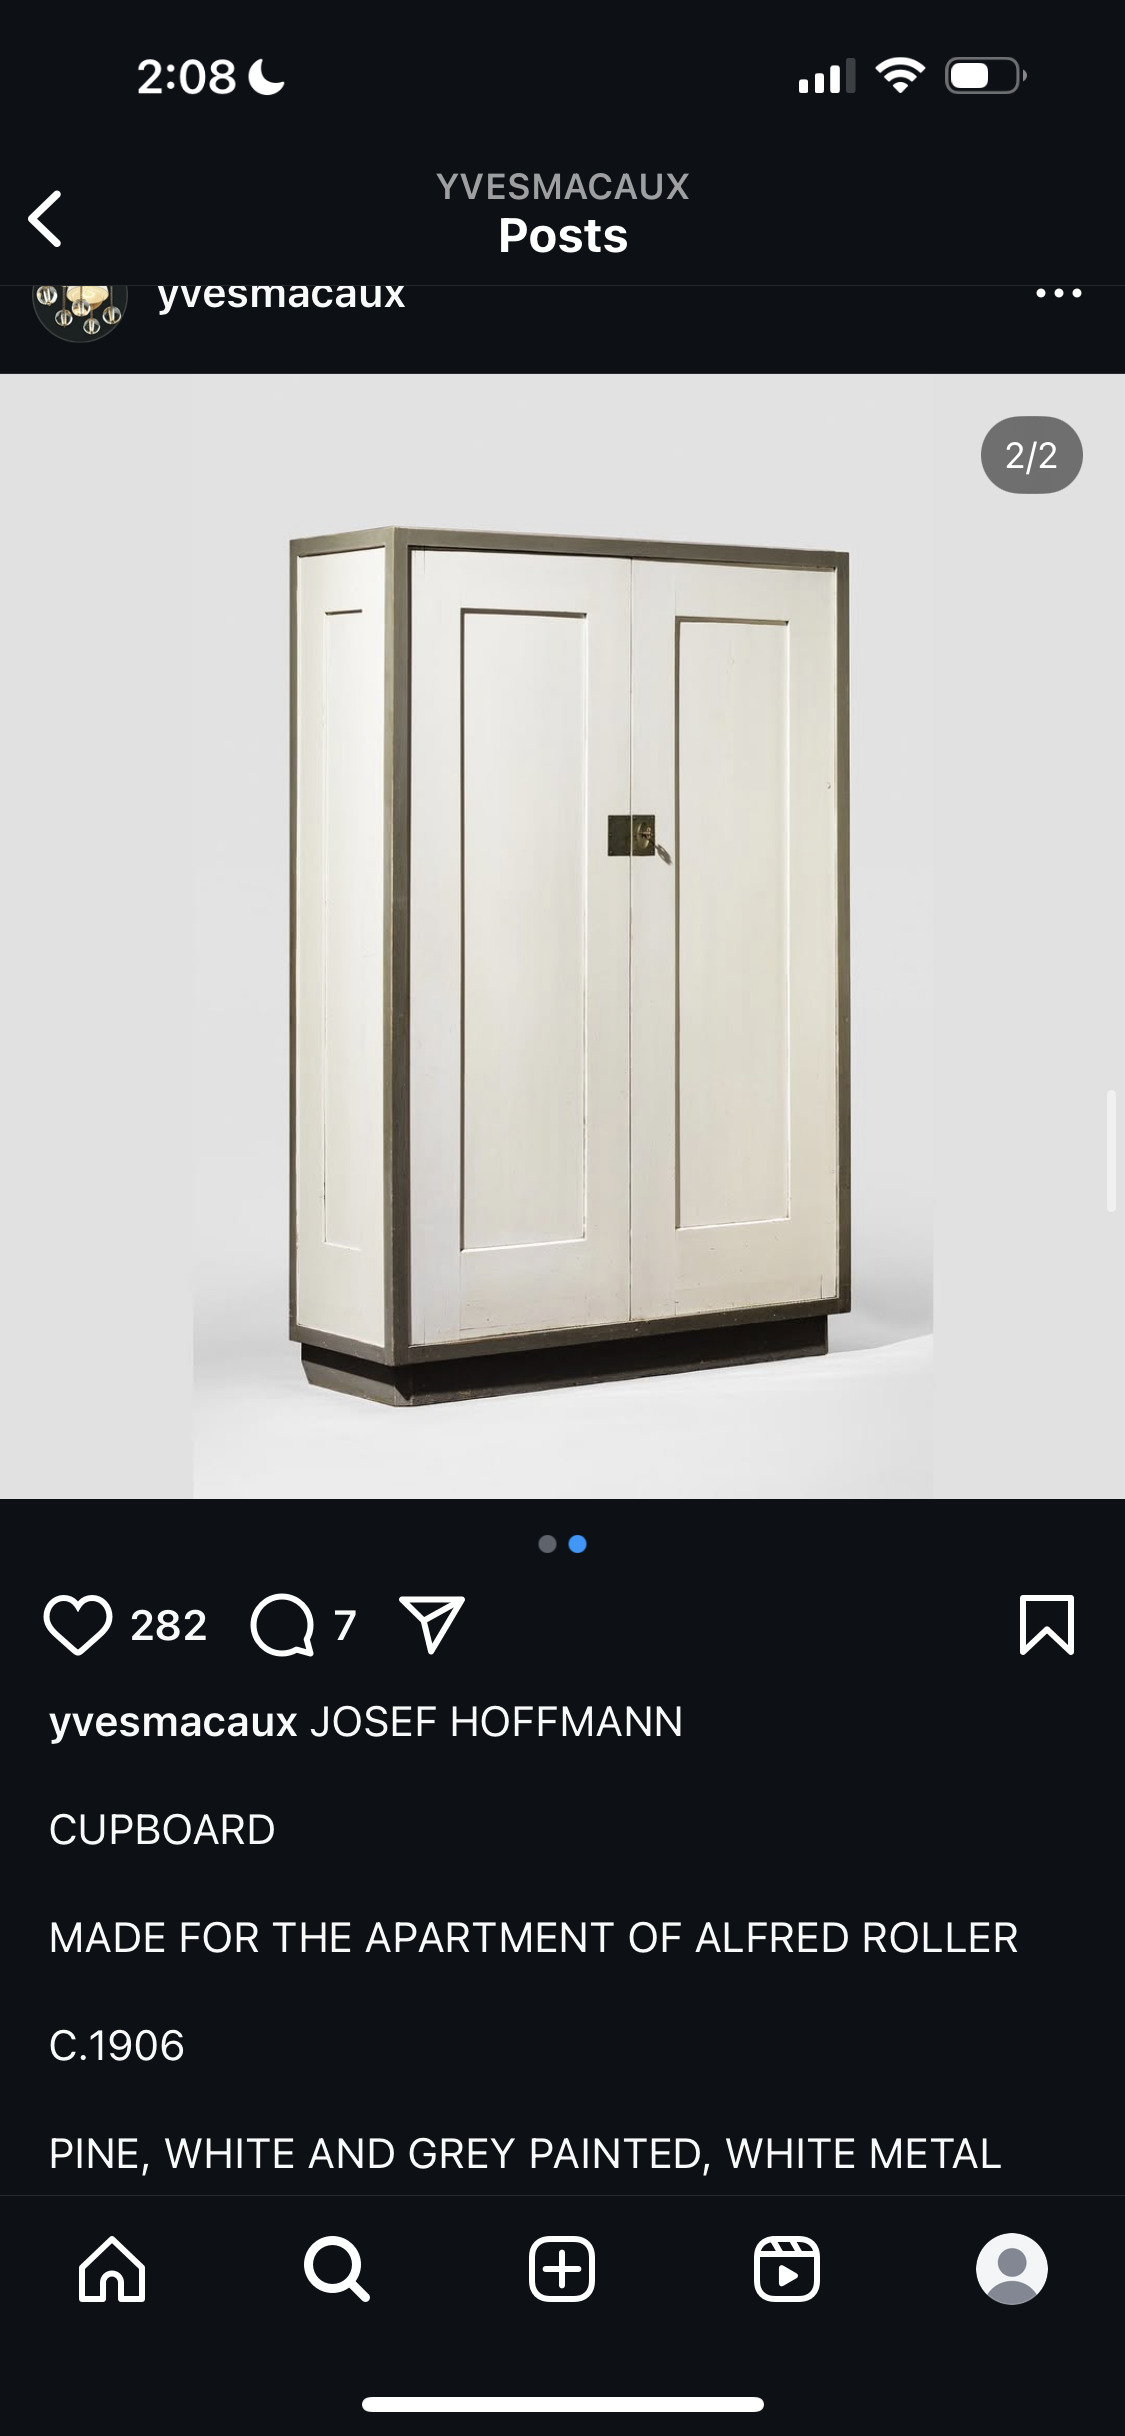 2:08
YVESMACAUX
Posts
yvesmacaux
2/2
282
7
yvesmacaux JOSEF HOFFMANN
CUPBOARD
MADE FOR THE APARTMENT OF ALFRED ROLLER
C.1906
PINE, WHITE AND GREY PAINTED, WHITE METAL